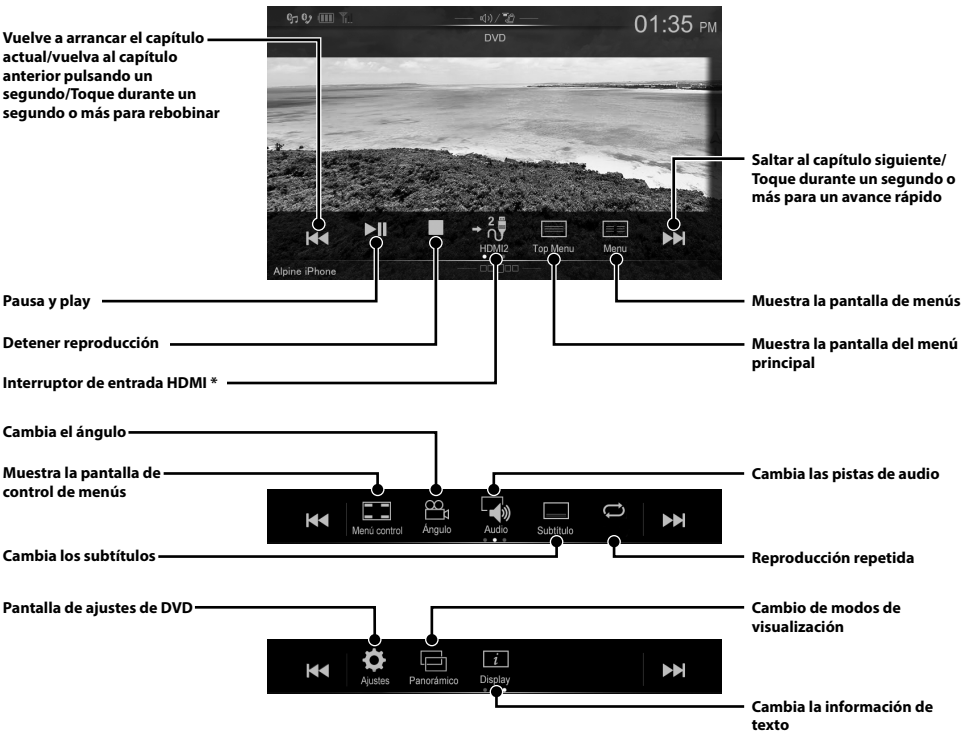 01:35 PM
DVD
Vuelve a arrancar el capítulo
actual/vuelva al capítulo
anterior pulsando un
segundo/Toque durante un
segundo o más para rebobinar
Saltar al capítulo siguiente/
Toque durante un segundo o
más para un avance rápido
2
HDMI2
Top Menu
Menu
Alpine iPhone
Pausa y play
Muestra la pantalla de menús
Detener reproducción
Muestra la pantalla del menú
principal
Interruptor de entrada HDMI *
Cambia el ángulo
Muestra la pantalla de
control de menús
Cambia las pistas de audio
Menú control
Ángulo
Audio
Subtítulo
Cambia los subtítulos
Reproducción repetida
Pantalla de ajustes de DVD
Cambio de modos de
visualización
i
Ajustes
Panorámico
Display
Cambia la información de
texto